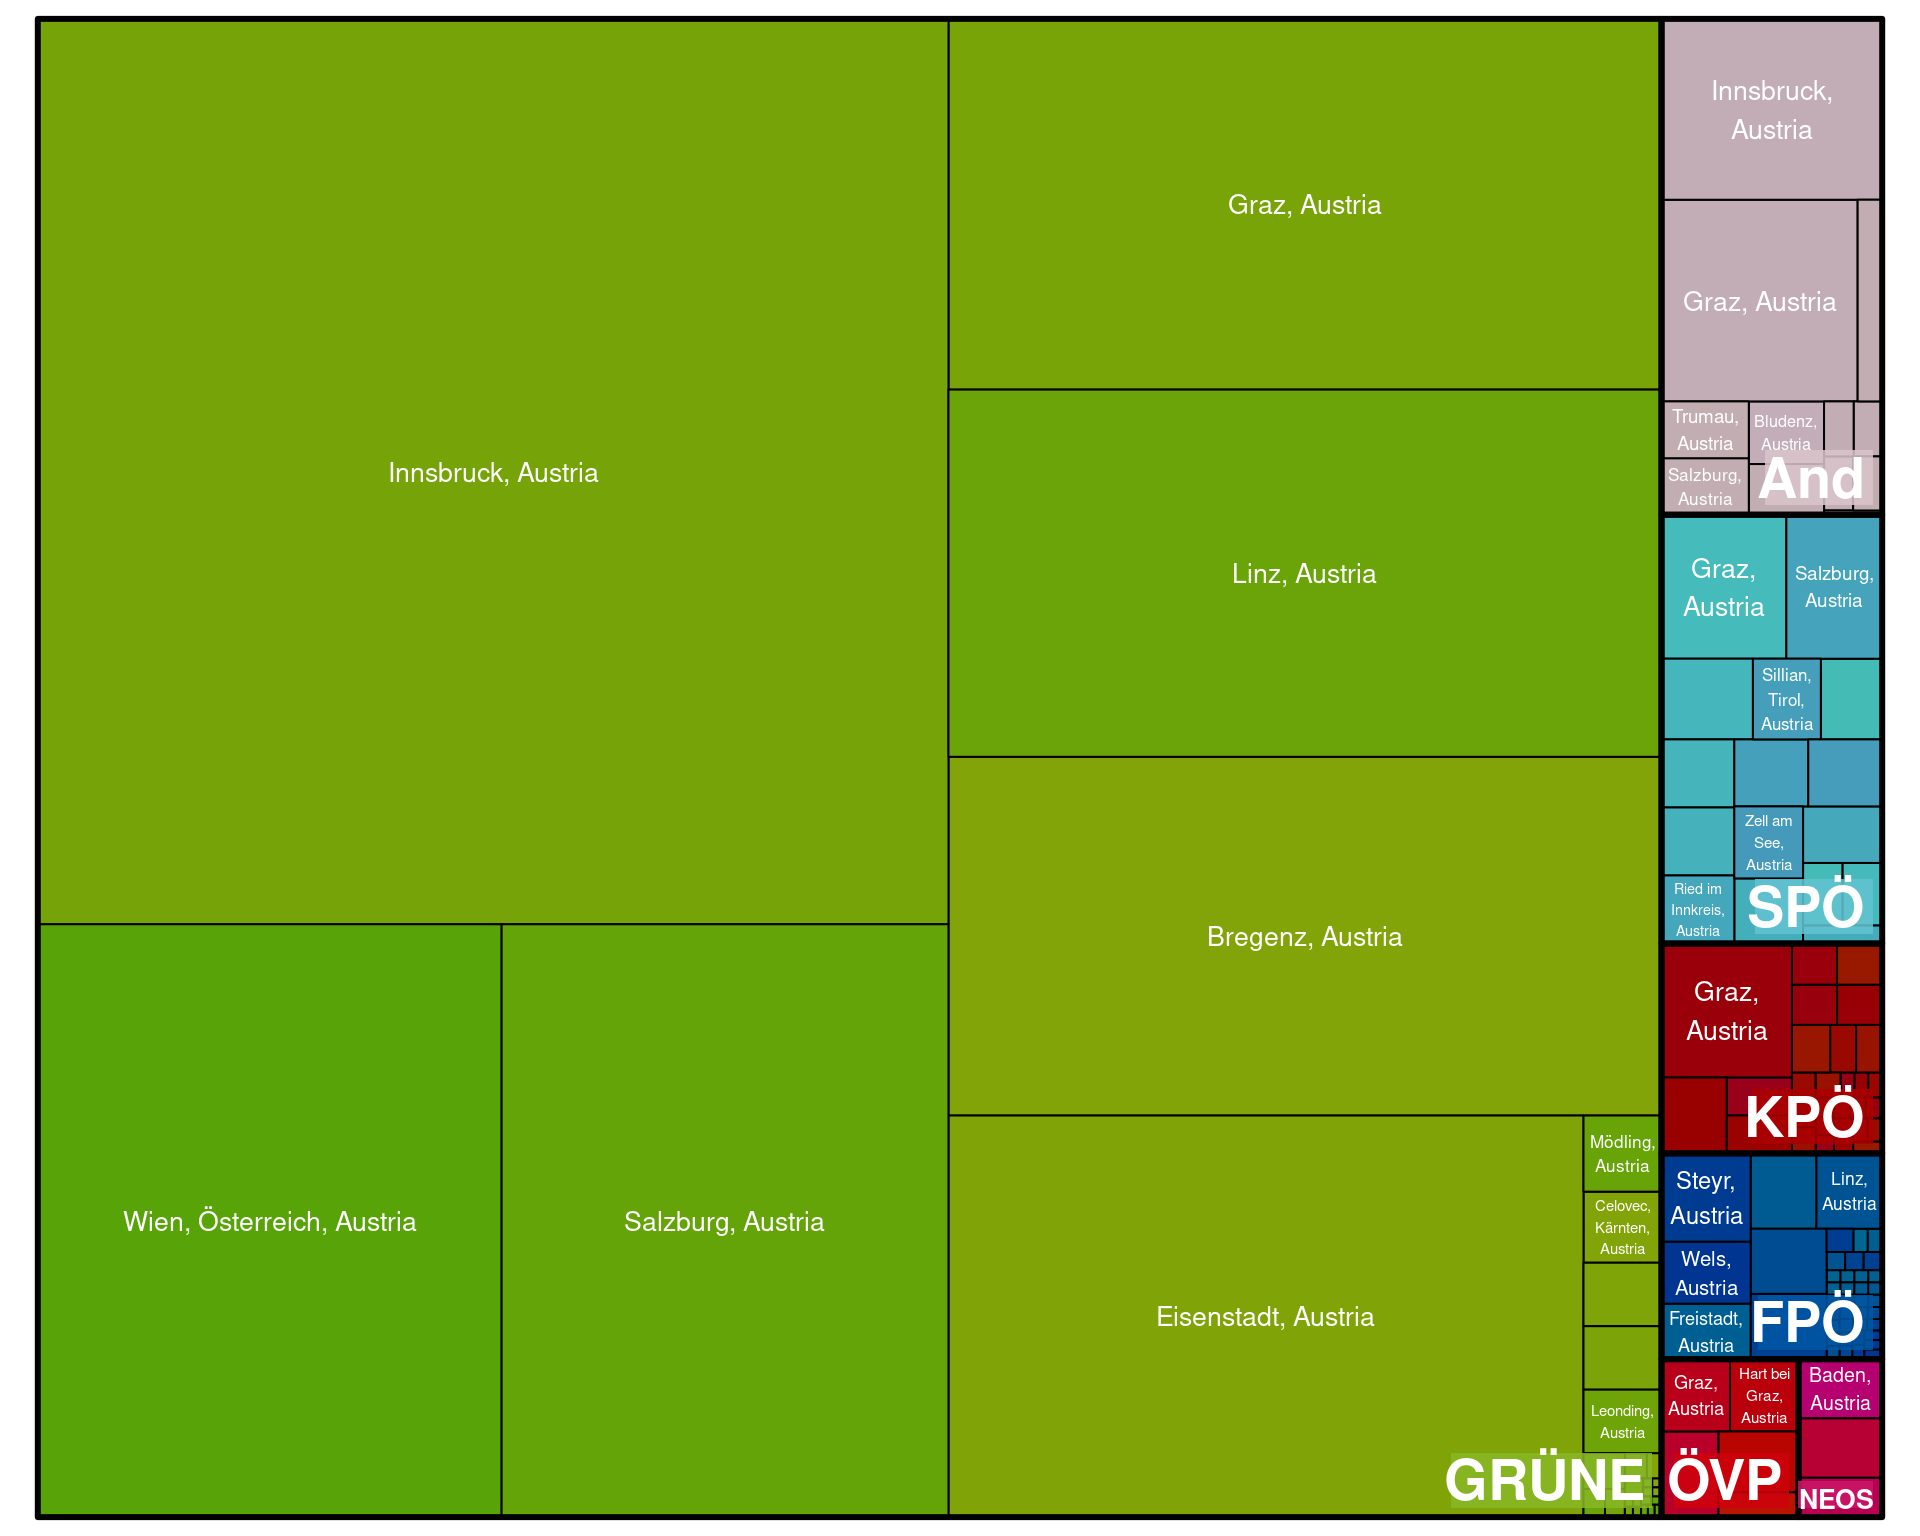 Innsbruck, Austria
Wien, Österreich, Austria
Salzburg, Austria
Graz, Austria
Linz, Austria
Bregenz, Austria
Eisenstadt, Austria
Mödling,
Austria
Celovec,
Kärnten,
Austria
Leonding,
Austria
GRÜNE
Innsbruck,
Austria
Graz, Austria
Trumau,
Austria
Bludenz,
Austria
Salzburg,
Austria
And
Graz,
Austria
Salzburg,
Austria
Sillian,
Tirol,
Austria
Zell am
See,
Austria
Ried im
Innkreis,
Austria
SPÖ
Graz,
Austria
KPÖ
Steyr,
Austria
Linz,
Austria
Wels,
Austria
Freistadt,
Austria
FPÖ
Graz,
Austria
Hart bei
Graz,
Austria
ÖVP
Baden,
Austria
NEOS